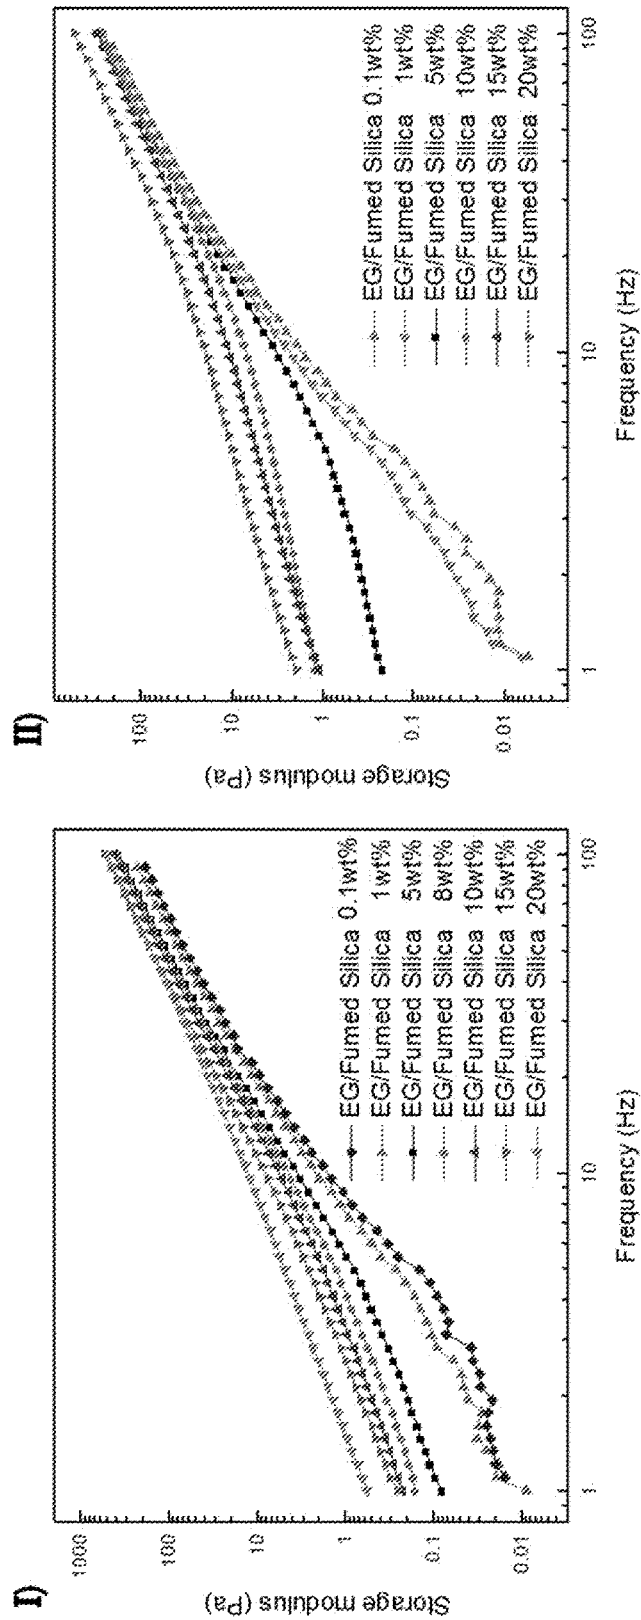 I)
Storage modulus (Pa)
1000
100
10
1
0.1
0.01
EG/Fumed Silica 0.1wt%
EG/Fumed Silica 1wt%
EG/Fumed Silica 5wt%
EG/Fumed Silica 8wt%
EG/Fumed Silica 10wt%
EG/Fumed Silica 15wt%
EG/Fumed Silica 20wt%
1
10
100
Frequency (Hz)
II)
Storage modulus (Pa)
100
10
1
0.1
0.01
EG/Fumed Silica 0.1wt%
EG/Fumed Silica 1wt%
EG/Fumed Silica 5wt%
EG/Fumed Silica 10wt%
EG/Fumed Silica 15wt%
EG/Fumed Silica 20wt%
1
10
100
Frequency (Hz)